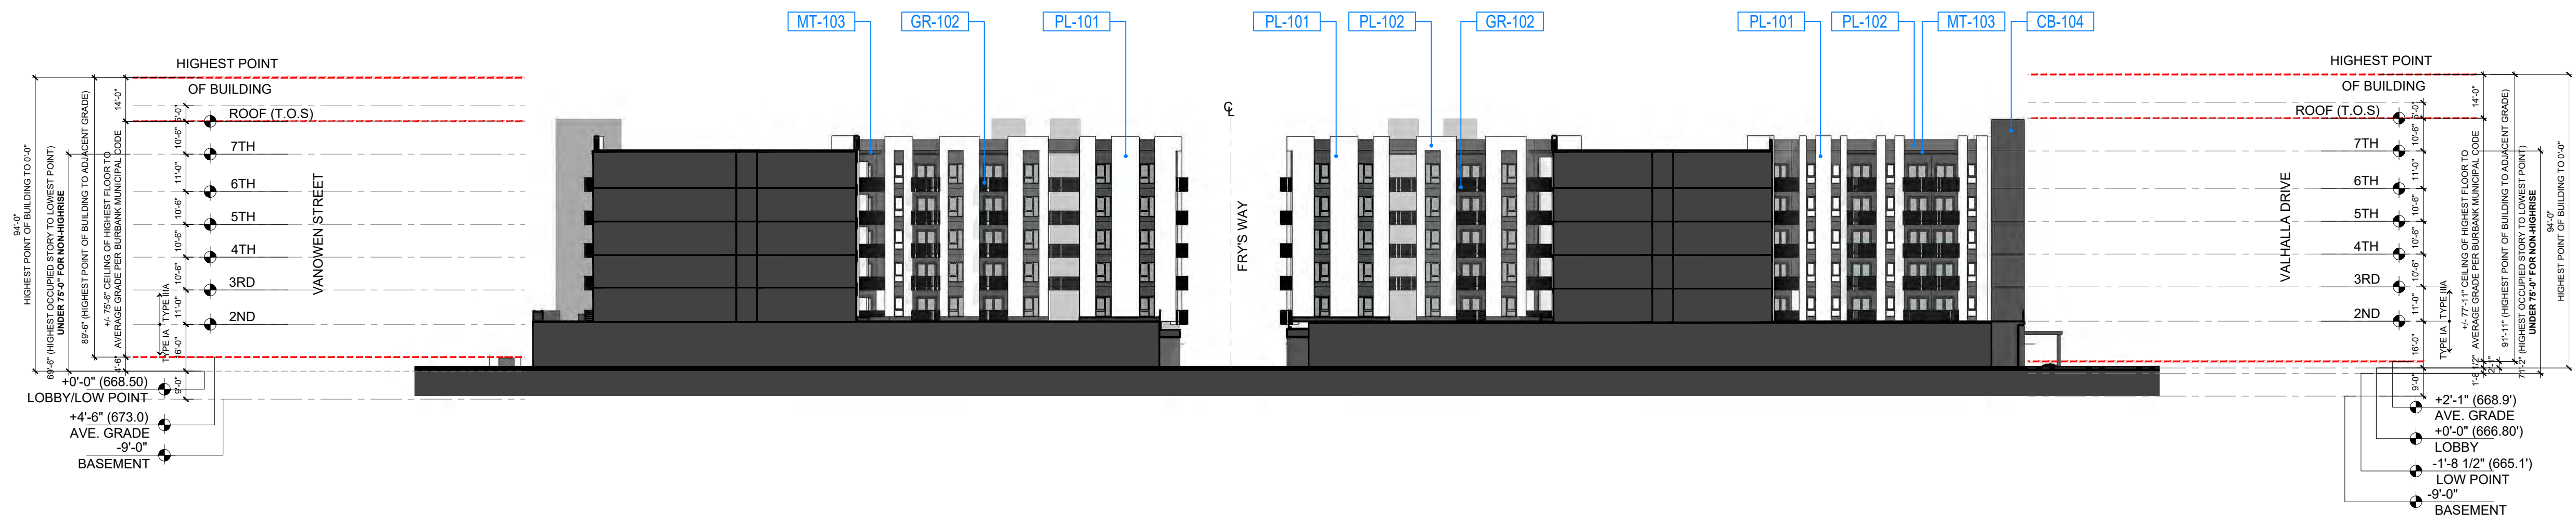 MT-103
GR-102
PL-101
PL-101
PL-102
GR-102
PL-101
PL-102
MT-103
CB-104
HIGHEST POINT
OF BUILDING
ROOF (T.O.S)
7TH
6TH
5TH
4TH
3RD
2ND
94'-0"
HIGHEST POINT OF BUILDING TO 0'-0"
69'-6" (HIGHEST OCCUPIED STORY TO LOWEST POINT)
UNDER 75'-0" FOR NON-HIGHRISE
89'-6" (HIGHEST POINT OF BUILDING TO ADJACENT GRADE)
+/- 75'-6" CEILING OF HIGHEST FLOOR TO
AVERAGE GRADE PER BURBANK MUNICIPAL CODE
14'-0"
10'-6"
11'-0"
10'-6"
10'-6"
10'-6"
11'-0"
4'-6"
9'-0"
TYPE IIIA
TYPE IA
VANOWEN STREET
+0'-0" (668.50)
LOBBY/LOW POINT
+4'-6" (673.0)
AVE. GRADE
-9'-0"
BASEMENT
CL
FRY'S WAY
VALHALLA DRIVE
HIGHEST POINT
OF BUILDING
ROOF (T.O.S)
7TH
6TH
5TH
4TH
3RD
2ND
14'-0"
10'-6"
11'-0"
10'-6"
10'-6"
10'-6"
11'-0"
16'-0"
9'-0"
TYPE IIIA
TYPE IA
+/- 77'-11" CEILING OF HIGHEST FLOOR TO
AVERAGE GRADE PER BURBANK MUNICIPAL CODE
1'-8 1/2"
2'-1"
91'-11" (HIGHEST POINT OF BUILDING TO ADJACENT GRADE)
71'-2" (HIGHEST OCCUPIED STORY TO LOWEST POINT)
UNDER 75'-0" FOR NON-HIGHRISE
94'-0"
HIGHEST POINT OF BUILDING TO 0'-0"
+2'-1" (668.9')
AVE. GRADE
+0'-0" (666.80')
LOBBY
-1'-8 1/2" (665.1')
LOW POINT
-9'-0"
BASEMENT